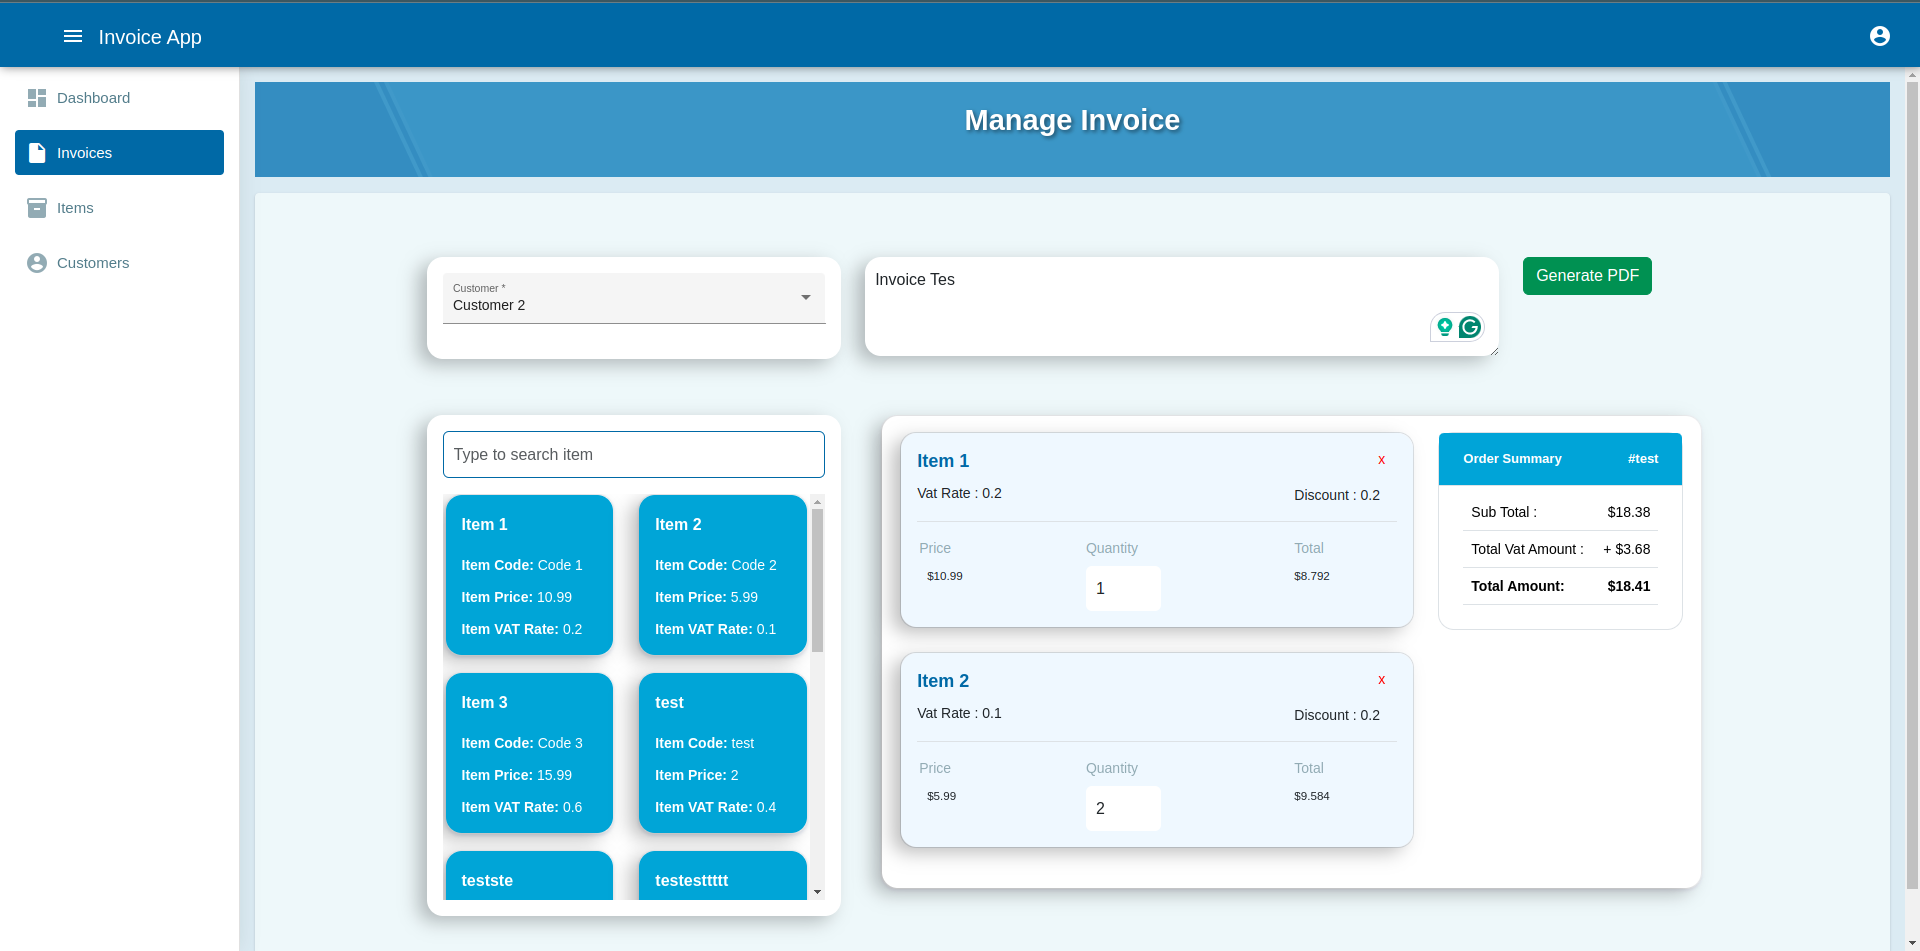 Invoice App
Dashboard
Invoices
Items
Customers
Manage Invoice
Customer *
Customer 2
Invoice Tes
Generate PDF
Type to search item
Item 1
Item Code: Code 1
Item Price: 10.99
Item VAT Rate: 0.2
Item 2
Item Code: Code 2
Item Price: 5.99
Item VAT Rate: 0.1
Item 3
Item Code: Code 3
Item Price: 15.99
Item VAT Rate: 0.6
test
Item Code: test
Item Price: 2
Item VAT Rate: 0.4
testste
testesttttt
Item 1 x
Vat Rate : 0.2 Discount : 0.2
Price Quantity Total
$10.99 1 $8.792
Item 2 x
Vat Rate : 0.1 Discount : 0.2
Price Quantity Total
$5.99 2 $9.584
Order Summary #test
Sub Total : $18.38
Total Vat Amount : + $3.68
Total Amount: $18.41